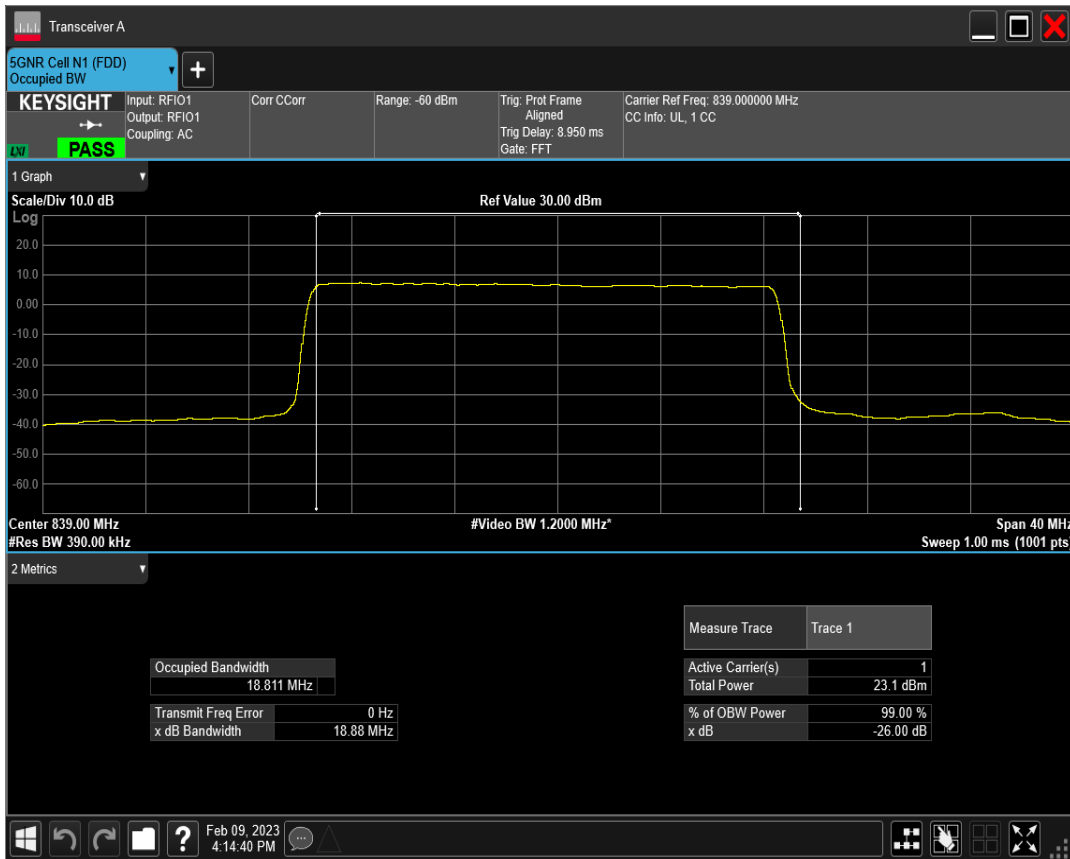 Transceiver A
5GNR Cell N1 (FDD)
Occupied BW
+
KEYSIGHT
LXI
PASS
Input: RFIO1
Output: RFIO1
Coupling: AC
Corr CCorr
Range: -60 dBm
Trig: Prot Frame
Aligned
Trig Delay: 8.950 ms
Gate: FFT
Carrier Ref Freq: 839.000000 MHz
CC Info: UL, 1 CC
1 Graph
Scale/Div 10.0 dB
Ref Value 30.00 dBm
Log
20.0
10.0
0.00
-10.0
-20.0
-30.0
-40.0
-50.0
-60.0
Center 839.00 MHz
#Video BW 1.2000 MHz*
Span 40 MHz
#Res BW 390.00 kHz
Sweep 1.00 ms (1001 pts)
2 Metrics
Measure Trace Trace 1
Occupied Bandwidth
18.811 MHz
Active Carrier(s) 1
Total Power 23.1 dBm
Transmit Freq Error 0 Hz
x dB Bandwidth 18.88 MHz
% of OBW Power 99.00 %
x dB -26.00 dB
?
Feb 09, 2023
4:14:40 PM